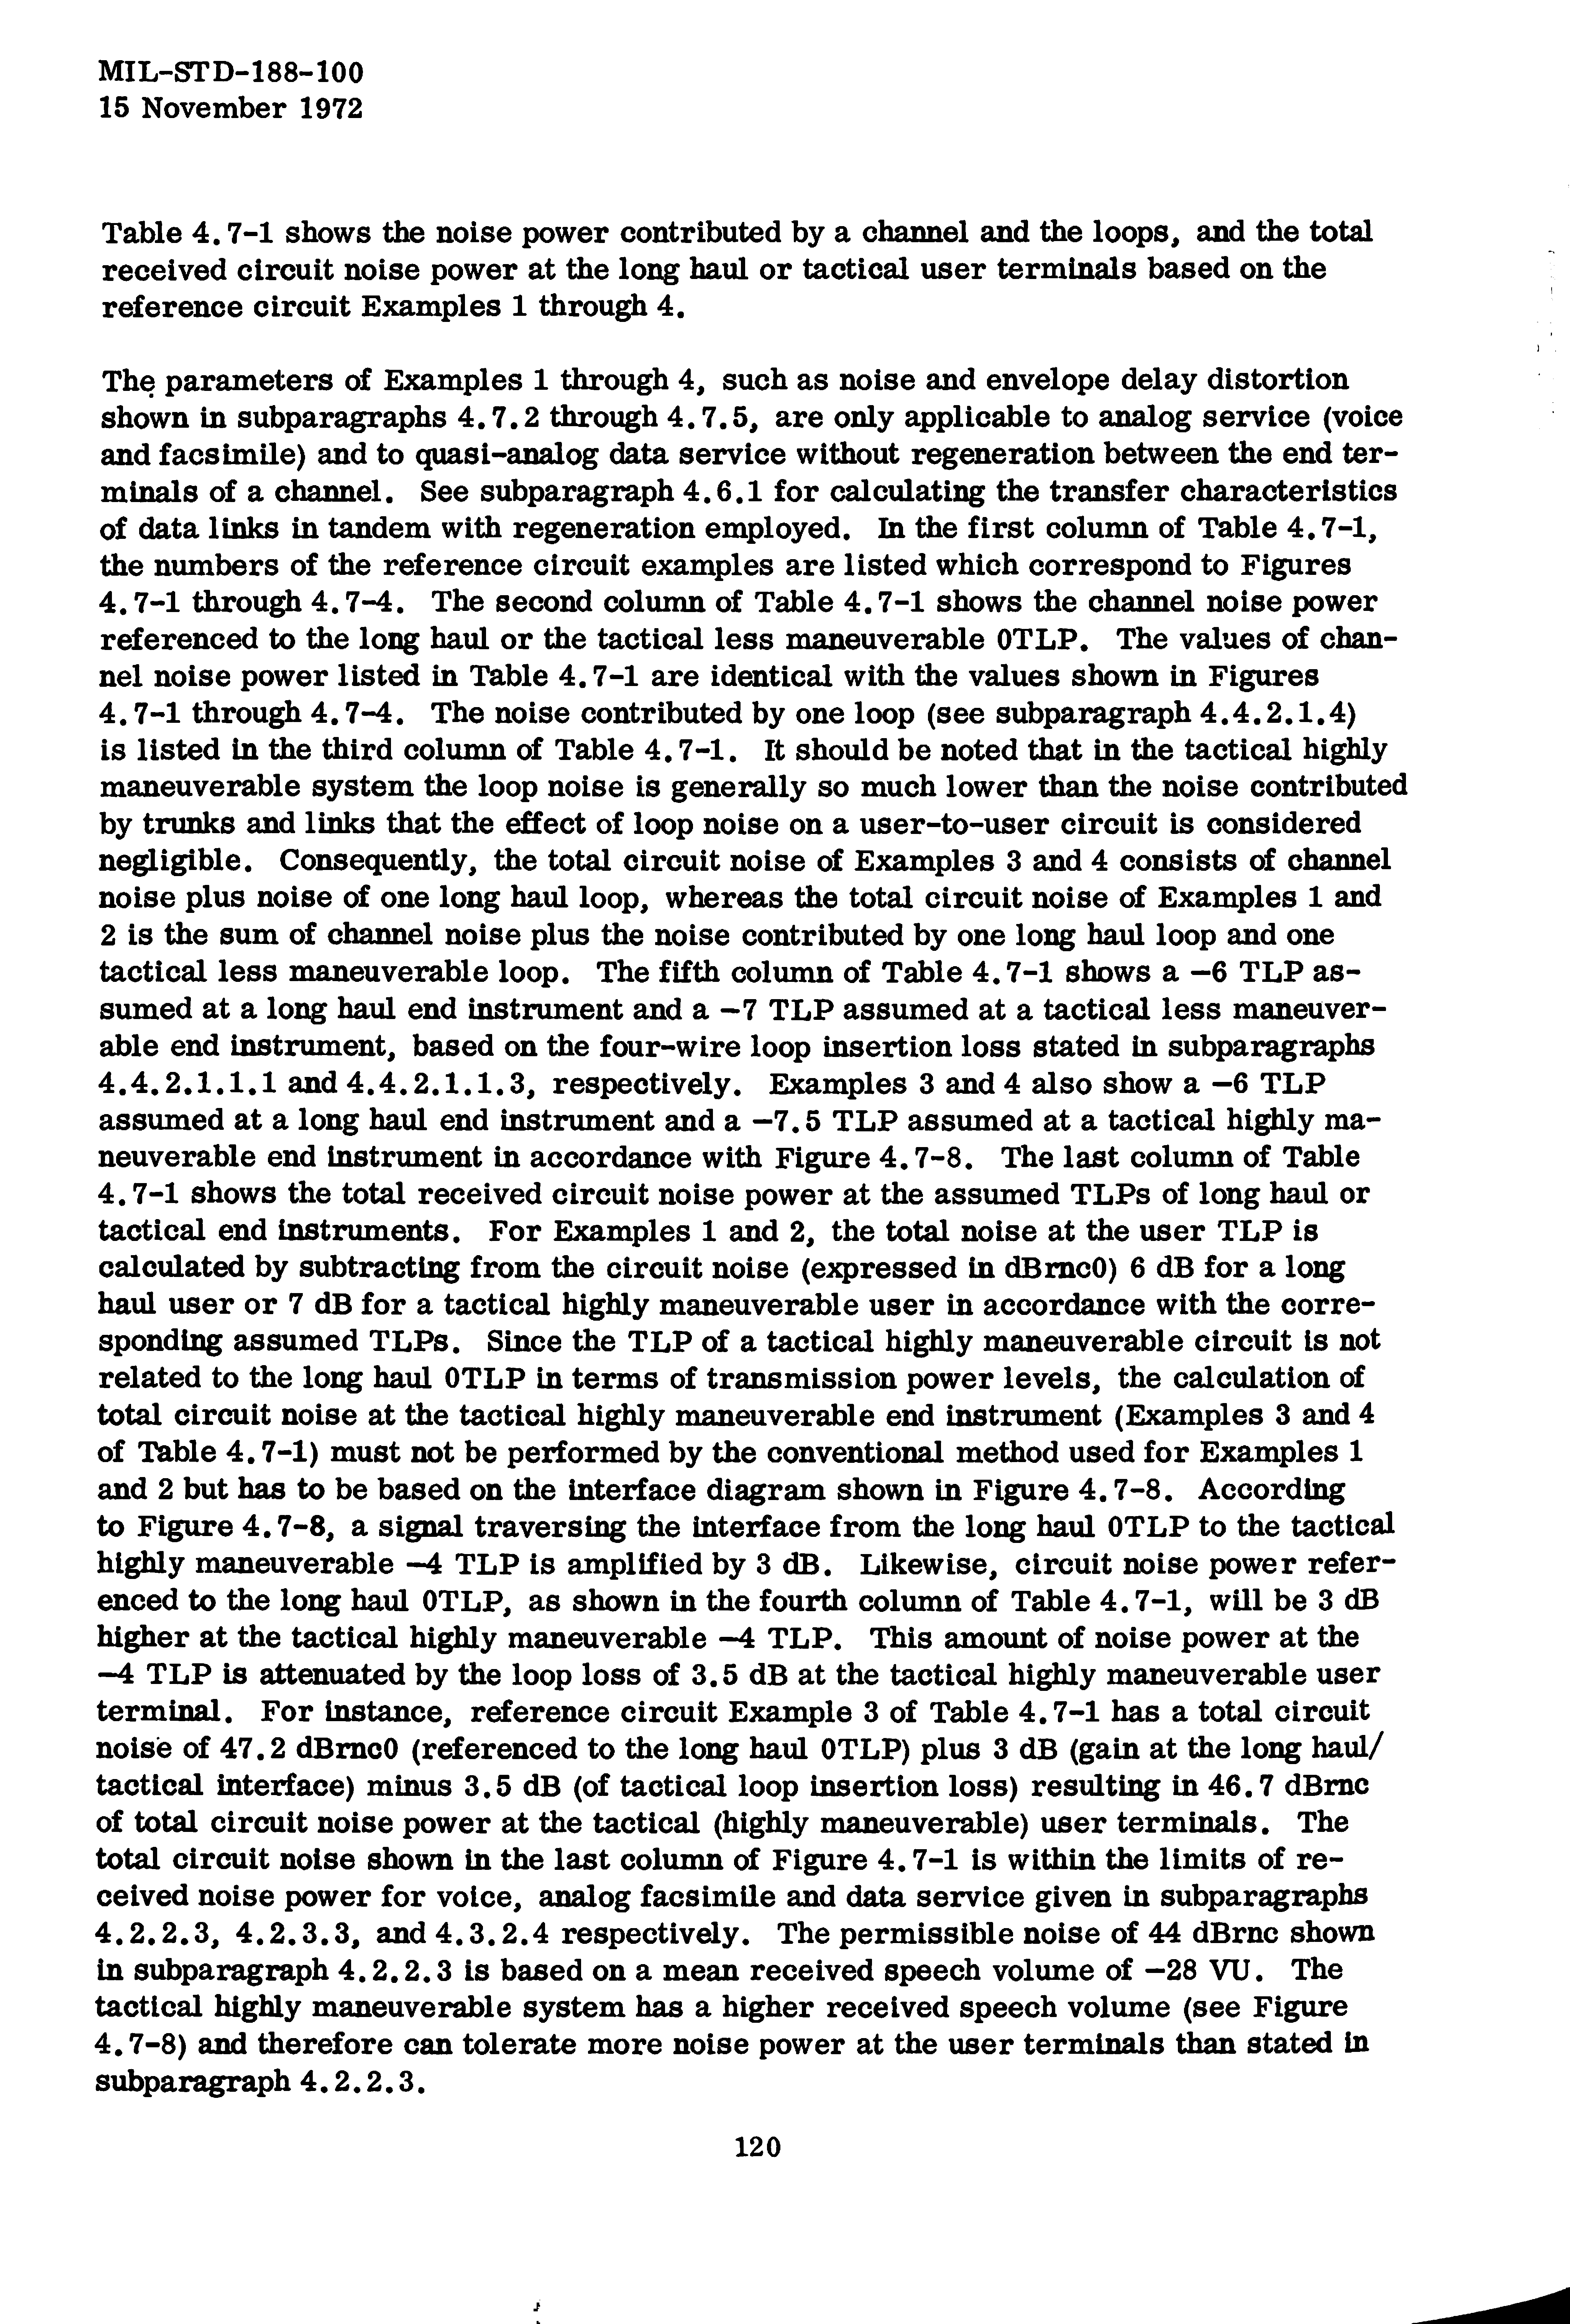 MIL-STD-188-100
15 November 1972
Table 4.7-1 shows the noise power contributed by a channel and the loops, and the total
received circuit noise power at the long haul or tactical user terminals based on the
reference circuit Examples 1 through 4.
The parameters of Examples 1 through 4, such as noise and envelope delay distortion
shown in subparagraphs 4.7.2 through 4.7.5, are only applicable to analog service (voice
and facsimile) and to quasi-analog data service without regeneration between the end ter-
minals of a channel. See subparagraph 4.6.1 for calculating the transfer characteristics
of data links in tandem with regeneration employed. In the first column of Table 4.7-1,
the numbers of the reference circuit examples are listed which correspond to Figures
4.7-1 through 4.7-4. The second column of Table 4.7-1 shows the channel noise power
referenced to the long haul or the tactical less maneuverable 0TLP. The values of chan-
nel noise power listed in Table 4.7-1 are identical with the values shown in Figures
4.7-1 through 4.7-4. The noise contributed by one loop (see subparagraph 4.4.2.1.4)
is listed in the third column of Table 4.7-1. It should be noted that in the tactical highly
maneuverable system the loop noise is generally so much lower than the noise contributed
by trunks and links that the effect of loop noise on a user-to-user circuit is considered
negligible. Consequently, the total circuit noise of Examples 3 and 4 consists of channel
noise plus noise of one long haul loop, whereas the total circuit noise of Examples 1 and
2 is the sum of channel noise plus the noise contributed by one long haul loop and one
tactical less maneuverable loop. The fifth column of Table 4.7-1 shows a -6 TLP as-
sumed at a long haul end instrument and a -7 TLP assumed at a tactical less maneuver-
able end instrument, based on the four-wire loop insertion loss stated in subparagraphs
4.4.2.1.1.1 and 4.4.2.1.1.3, respectively. Examples 3 and 4 also show a -6 TLP
assumed at a long haul end instrument and a -7.5 TLP assumed at a tactical highly ma-
neuverable end instrument in accordance with Figure 4.7-8. The last column of Table
4.7-1 shows the total received circuit noise power at the assumed TLPs of long haul or
tactical end instruments. For Examples 1 and 2, the total noise at the user TLP is
calculated by subtracting from the circuit noise (expressed in dBrnc0) 6 dB for a long
haul user or 7 dB for a tactical highly maneuverable user in accordance with the corre-
sponding assumed TLPs. Since the TLP of a tactical highly maneuverable circuit is not
related to the long haul 0TLP in terms of transmission power levels, the calculation of
total circuit noise at the tactical highly maneuverable end instrument (Examples 3 and 4
of Table 4.7-1) must not be performed by the conventional method used for Examples 1
and 2 but has to be based on the interface diagram shown in Figure 4.7-8. According
to Figure 4.7-8, a signal traversing the interface from the long haul 0TLP to the tactical
highly maneuverable -4 TLP is amplified by 3 dB. Likewise, circuit noise power refer-
enced to the long haul 0TLP, as shown in the fourth column of Table 4.7-1, will be 3 dB
higher at the tactical highly maneuverable -4 TLP. This amount of noise power at the
-4 TLP is attenuated by the loop loss of 3.5 dB at the tactical highly maneuverable user
terminal. For instance, reference circuit Example 3 of Table 4.7-1 has a total circuit
noise of 47.2 dBrnc0 (referenced to the long haul 0TLP) plus 3 dB (gain at the long haul/
tactical interface) minus 3.5 dB (of tactical loop insertion loss) resulting in 46.7 dBrnc
of total circuit noise power at the tactical (highly maneuverable) user terminals. The
total circuit noise shown in the last column of Figure 4.7-1 is within the limits of re-
ceived noise power for voice, analog facsimile and data service given in subparagraphs
4.2.2.3, 4.2.3.3, and 4.3.2.4 respectively. The permissible noise of 44 dBrnc shown
in subparagraph 4.2.2.3 is based on a mean received speech volume of -28 VU. The
tactical highly maneuverable system has a higher received speech volume (see Figure
4.7-8) and therefore can tolerate more noise power at the user terminals than stated in
subparagraph 4.2.2.3.
120